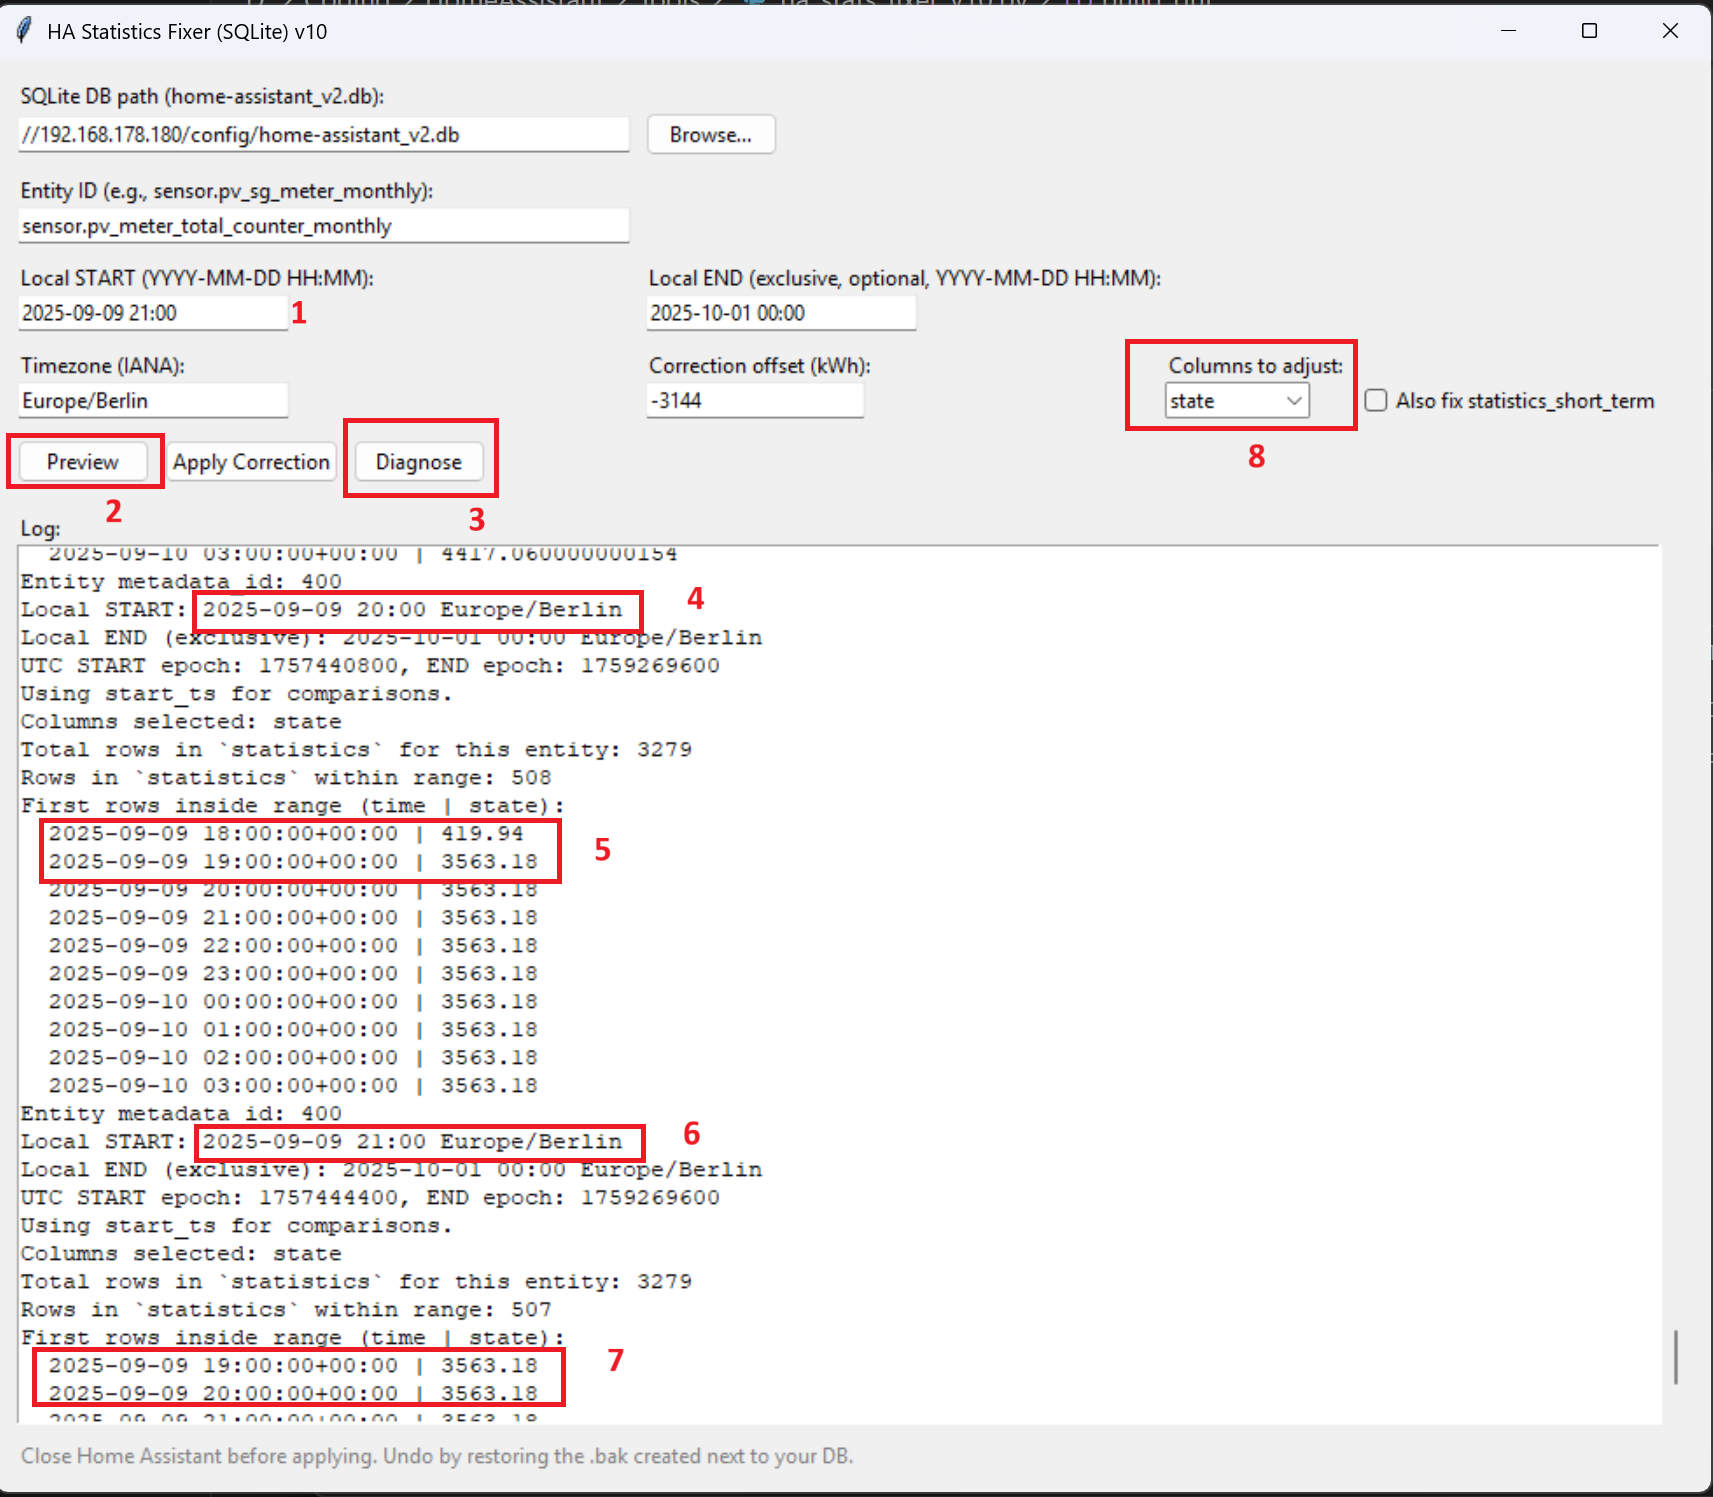 HA Statistics Fixer (SQLite) v10
SQLite DB path (home-assistant_v2.db):
//192.168.178.180/config/home-assistant_v2.db Browse...
Entity ID (e.g., sensor.pv_sg_meter_monthly):
sensor.pv_meter_total_counter_monthly
Local START (YYYY-MM-DD HH:MM): Local END (exclusive, optional, YYYY-MM-DD HH:MM):
2025-09-09 21:00 1 2025-10-01 00:00
Timezone (IANA): Correction offset (kWh): Columns to adjust:
Europe/Berlin -3144 state Also fix statistics_short_term
Preview Apply Correction Diagnose 8
2 3
Log:
2025-09-10 03:00:00+00:00 | 4417.060000000154
Entity metadata_id: 400
Local START: 2025-09-09 20:00 Europe/Berlin 4
Local END (exclusive): 2025-10-01 00:00 Europe/Berlin
UTC START epoch: 1757440800, END epoch: 1759269600
Using start_ts for comparisons.
Columns selected: state
Total rows in `statistics` for this entity: 3279
Rows in `statistics` within range: 508
First rows inside range (time | state):
2025-09-09 18:00:00+00:00 | 419.94
2025-09-09 19:00:00+00:00 | 3563.18 5
2025-09-09 20:00:00+00:00 | 3563.18
2025-09-09 21:00:00+00:00 | 3563.18
2025-09-09 22:00:00+00:00 | 3563.18
2025-09-09 23:00:00+00:00 | 3563.18
2025-09-10 00:00:00+00:00 | 3563.18
2025-09-10 01:00:00+00:00 | 3563.18
2025-09-10 02:00:00+00:00 | 3563.18
2025-09-10 03:00:00+00:00 | 3563.18
Entity metadata_id: 400
Local START: 2025-09-09 21:00 Europe/Berlin 6
Local END (exclusive): 2025-10-01 00:00 Europe/Berlin
UTC START epoch: 1757444400, END epoch: 1759269600
Using start_ts for comparisons.
Columns selected: state
Total rows in `statistics` for this entity: 3279
Rows in `statistics` within range: 507
First rows inside range (time | state):
2025-09-09 19:00:00+00:00 | 3563.18 7
2025-09-09 20:00:00+00:00 | 3563.18
2025-09-09 21:00:00+00:00 | 3563.18
Close Home Assistant before applying. Undo by restoring the .bak created next to your DB.